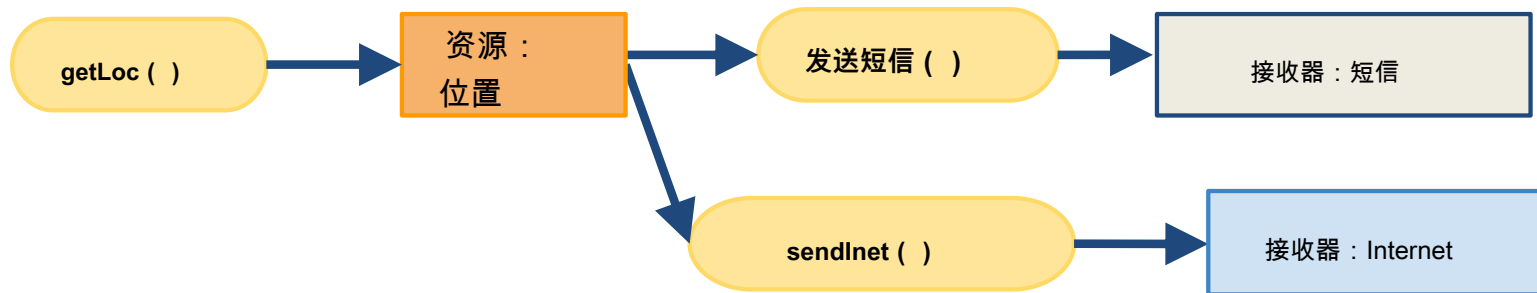 getLoc（ ）
资源：
位置
发送短信（ ）
接收器：短信
sendInet（ ）
接收器：Internet